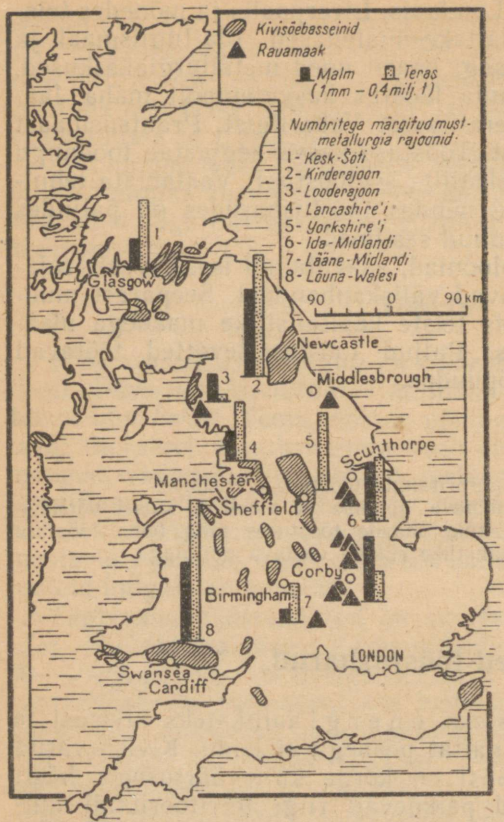 Kivisöebasseinid
Rauamaak
Malm Teras
(1mm – 0,4milj. t)
Numbritega märgitud must-
metallurgia rajoonid·
1 - Kesk-Šoti
2 - Kirderajoon
3 - Looderajoon
4 - Lancashire'i
5 - Yorkshire'i
6 - Ida-Midlandi
7 - Lääne-Midlandi
8 - Lõuna-Walesi
90 0 90 km
1
Glasgow
Newcastle
2
3
Middlesbrough
4
5
Scunthorpe
Manchester
Sheffield
6
Corby
Birmingham
7
8
LONDON
Swansea
Cardiff